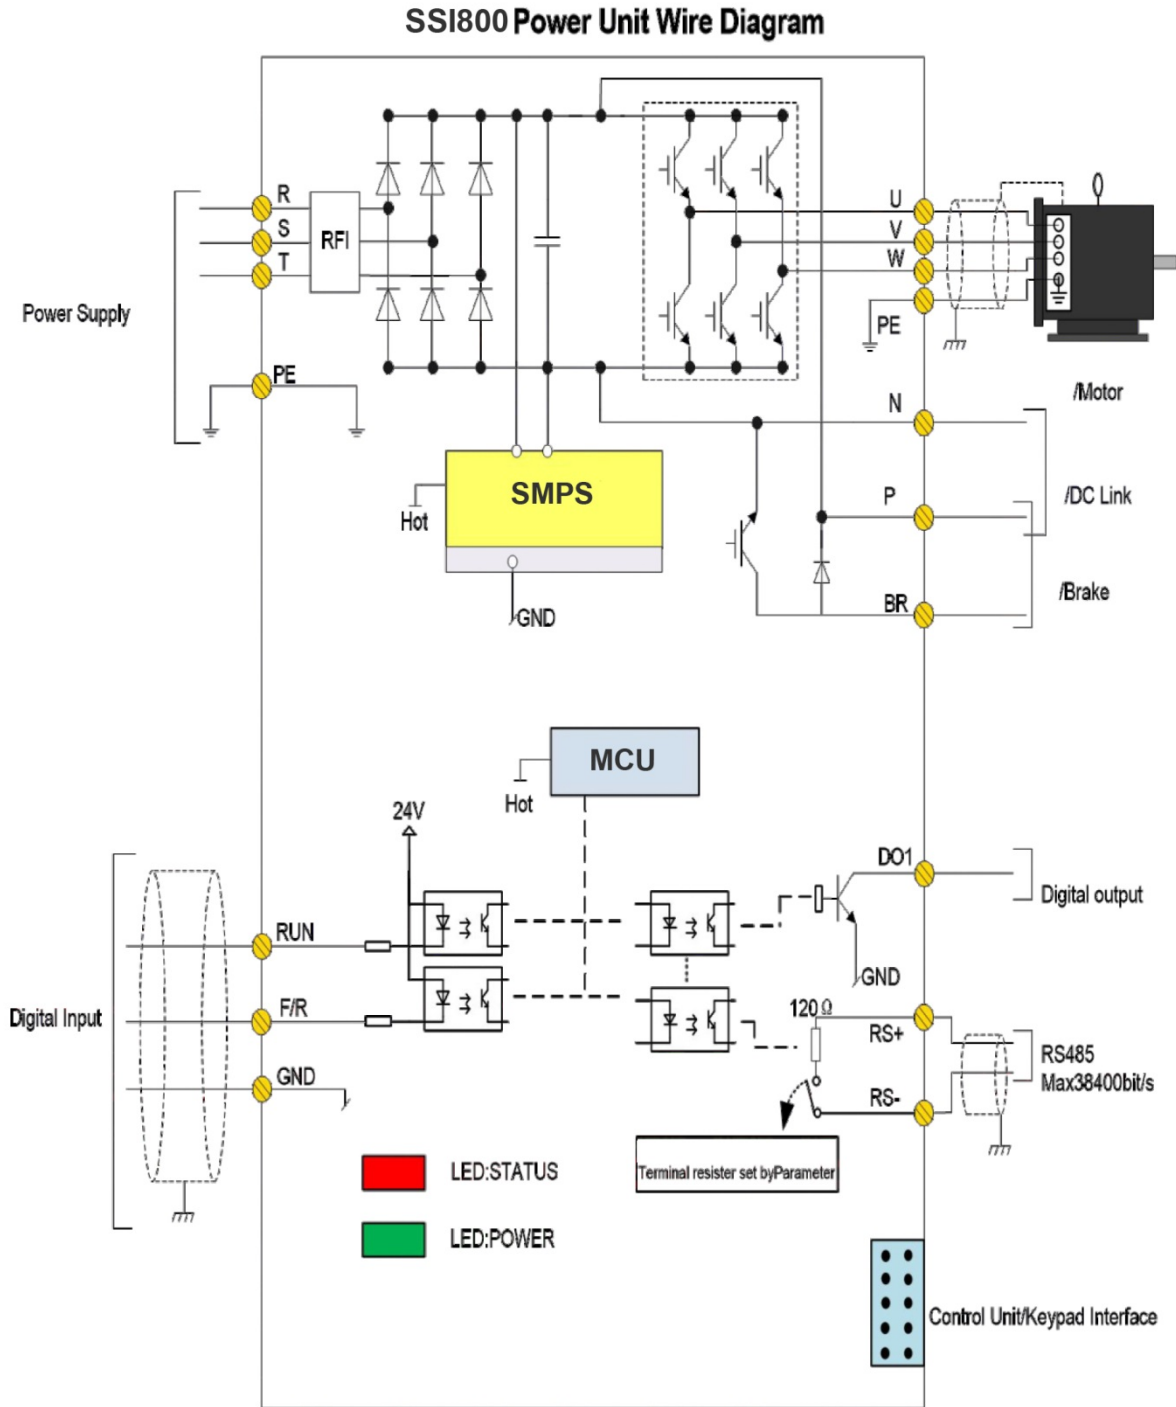 SSI800 Power Unit Wire Diagram
R
S
T
RFI
Power Supply
PE
U
V
W
PE
/Motor
N
P
/DC Link
BR
/Brake
SMPS
Hot
GND
MCU
Hot
24V
DO1
Digital output
RUN
GND
F/R
Digital Input
120 Ω
RS+
RS485
Max38400bit/s
GND
RS-
Terminal resister set byParameter
LED:STATUS
LED:POWER
Control Unit/Keypad Interface